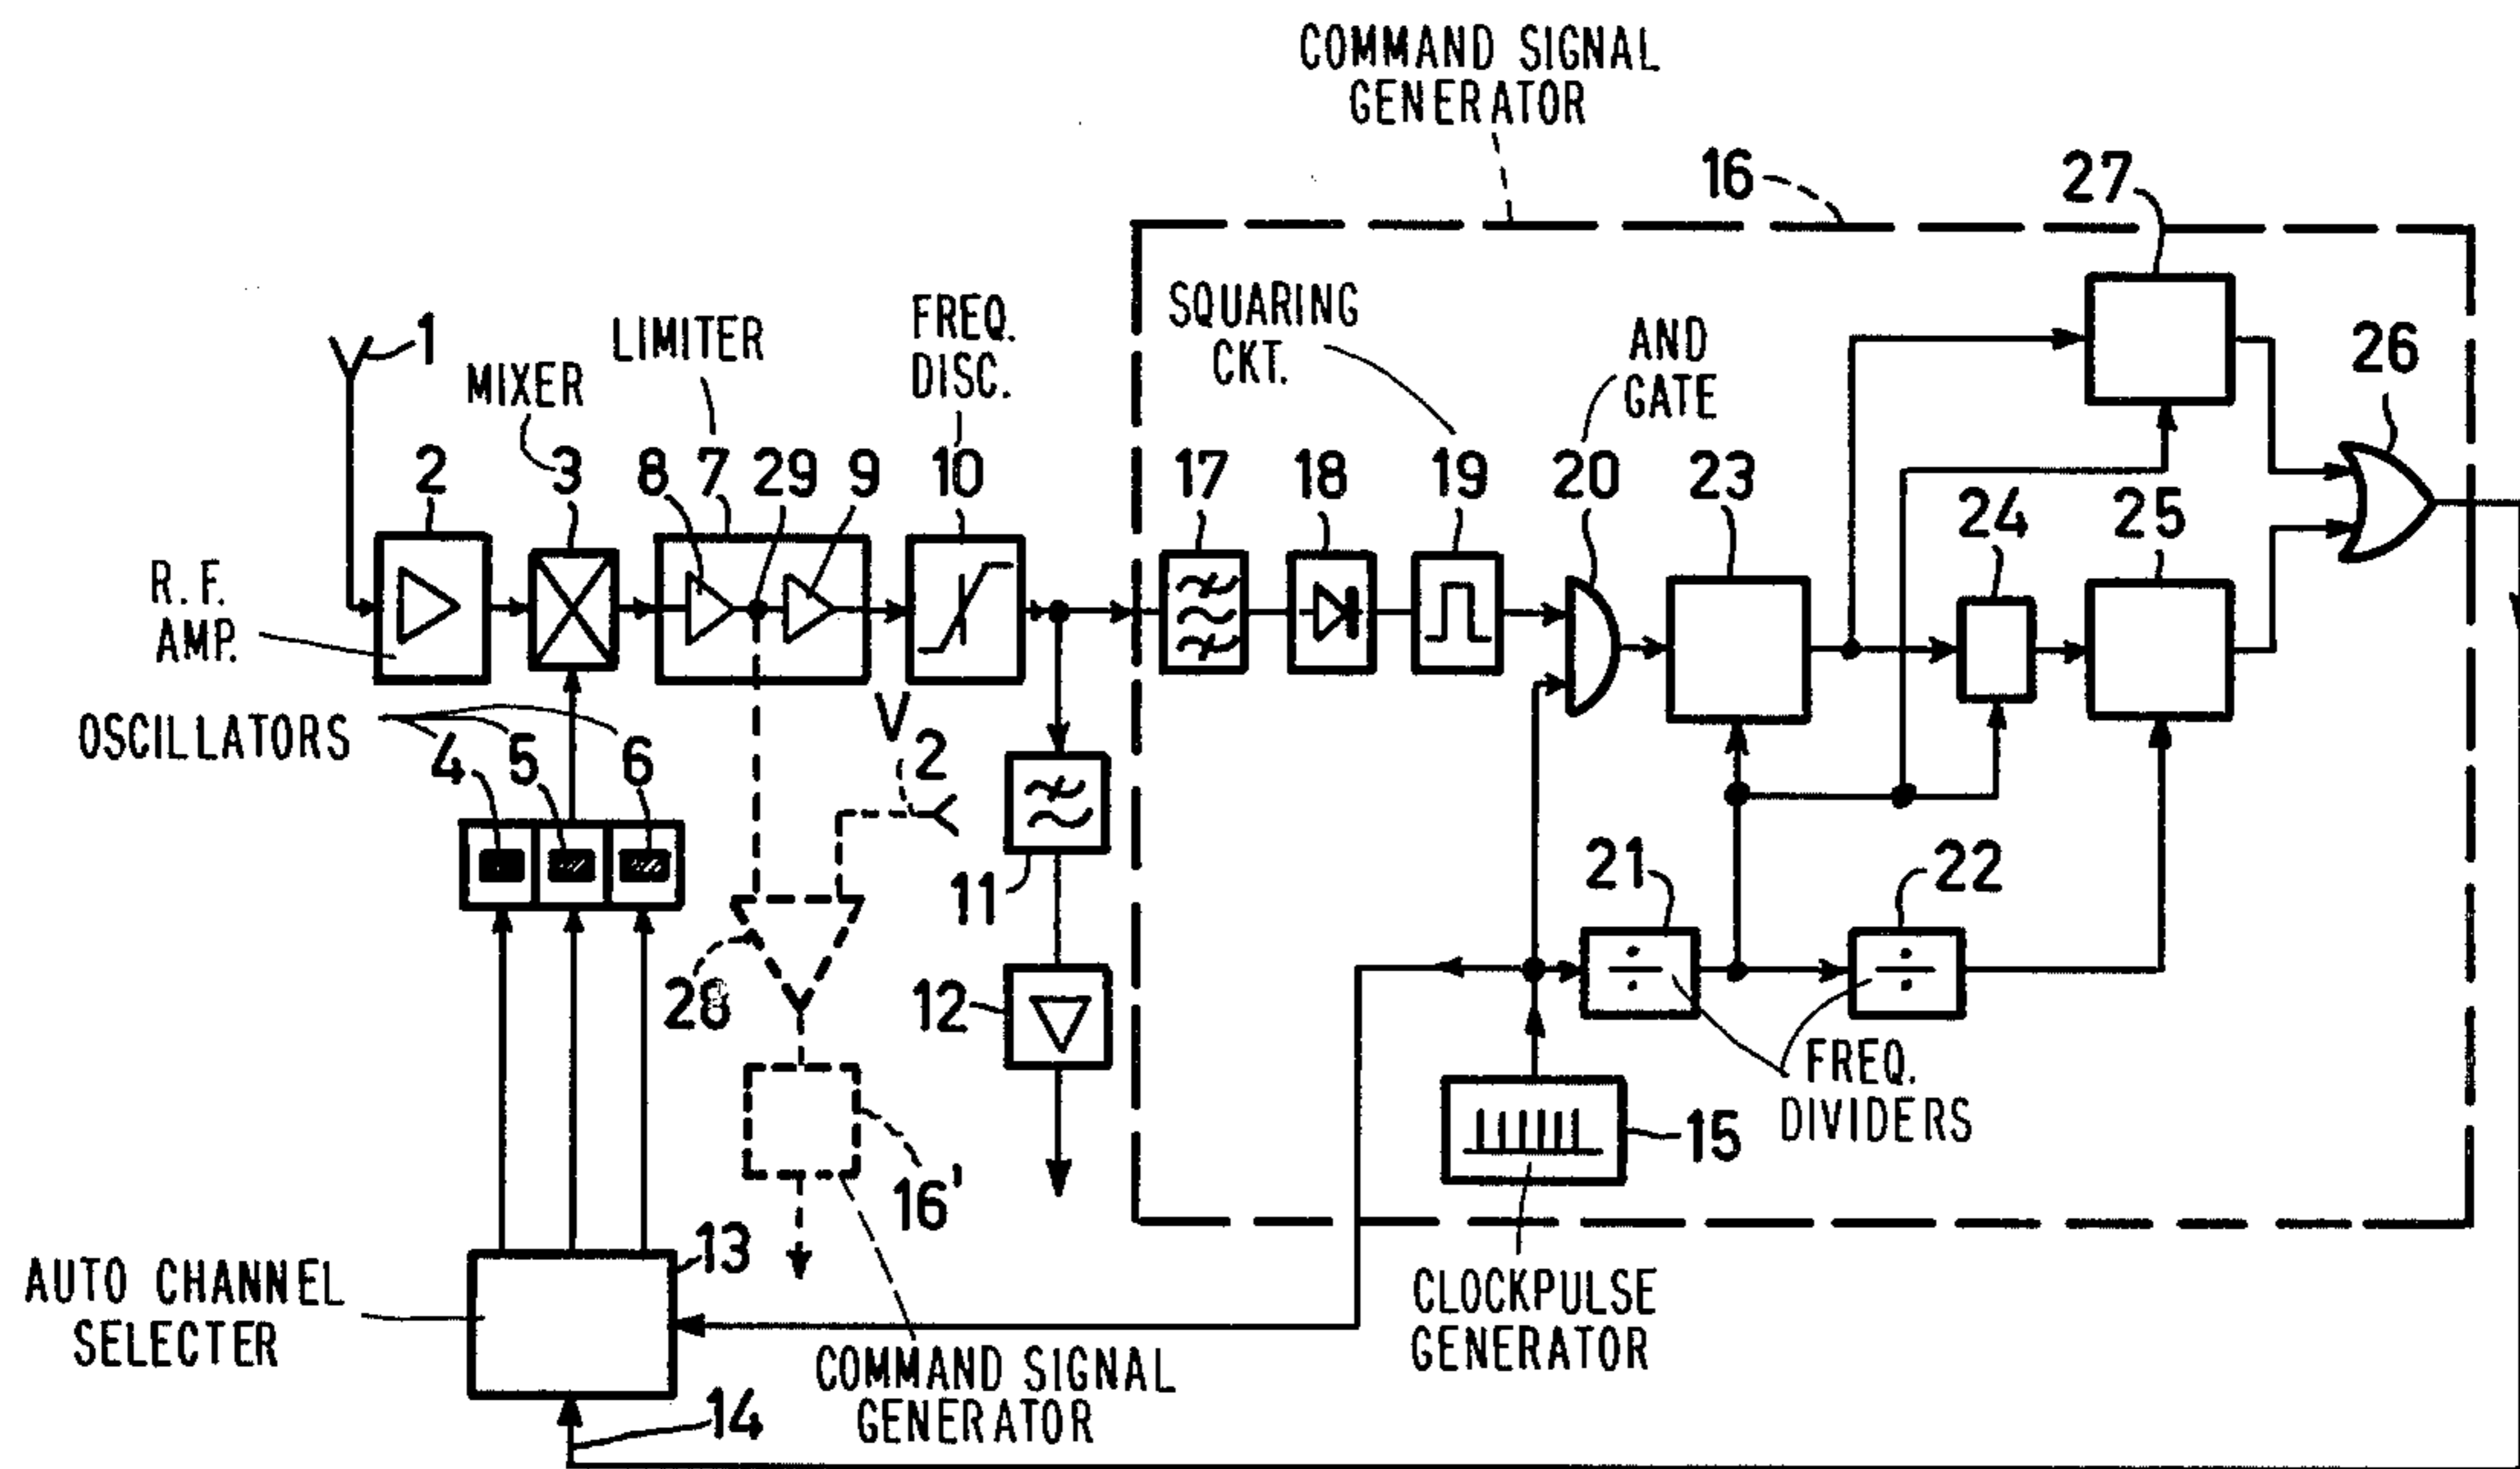 COMMAND SIGNAL
GENERATOR
16
27
SQUARING
CKT.
FREQ.
DISC.
LIMITER
MIXER
AND
GATE
1
26
2
3
8
7
29
9
10
17
18
19
20
23
24
25
R.F.
AMP.
OSCILLATORS
4
5
6
V
2
11
21
22
28
12
FREQ.
DIVIDERS
15
16'
13
AUTO CHANNEL
SELECTER
CLOCKPULSE
GENERATOR
COMMAND SIGNAL
GENERATOR
14